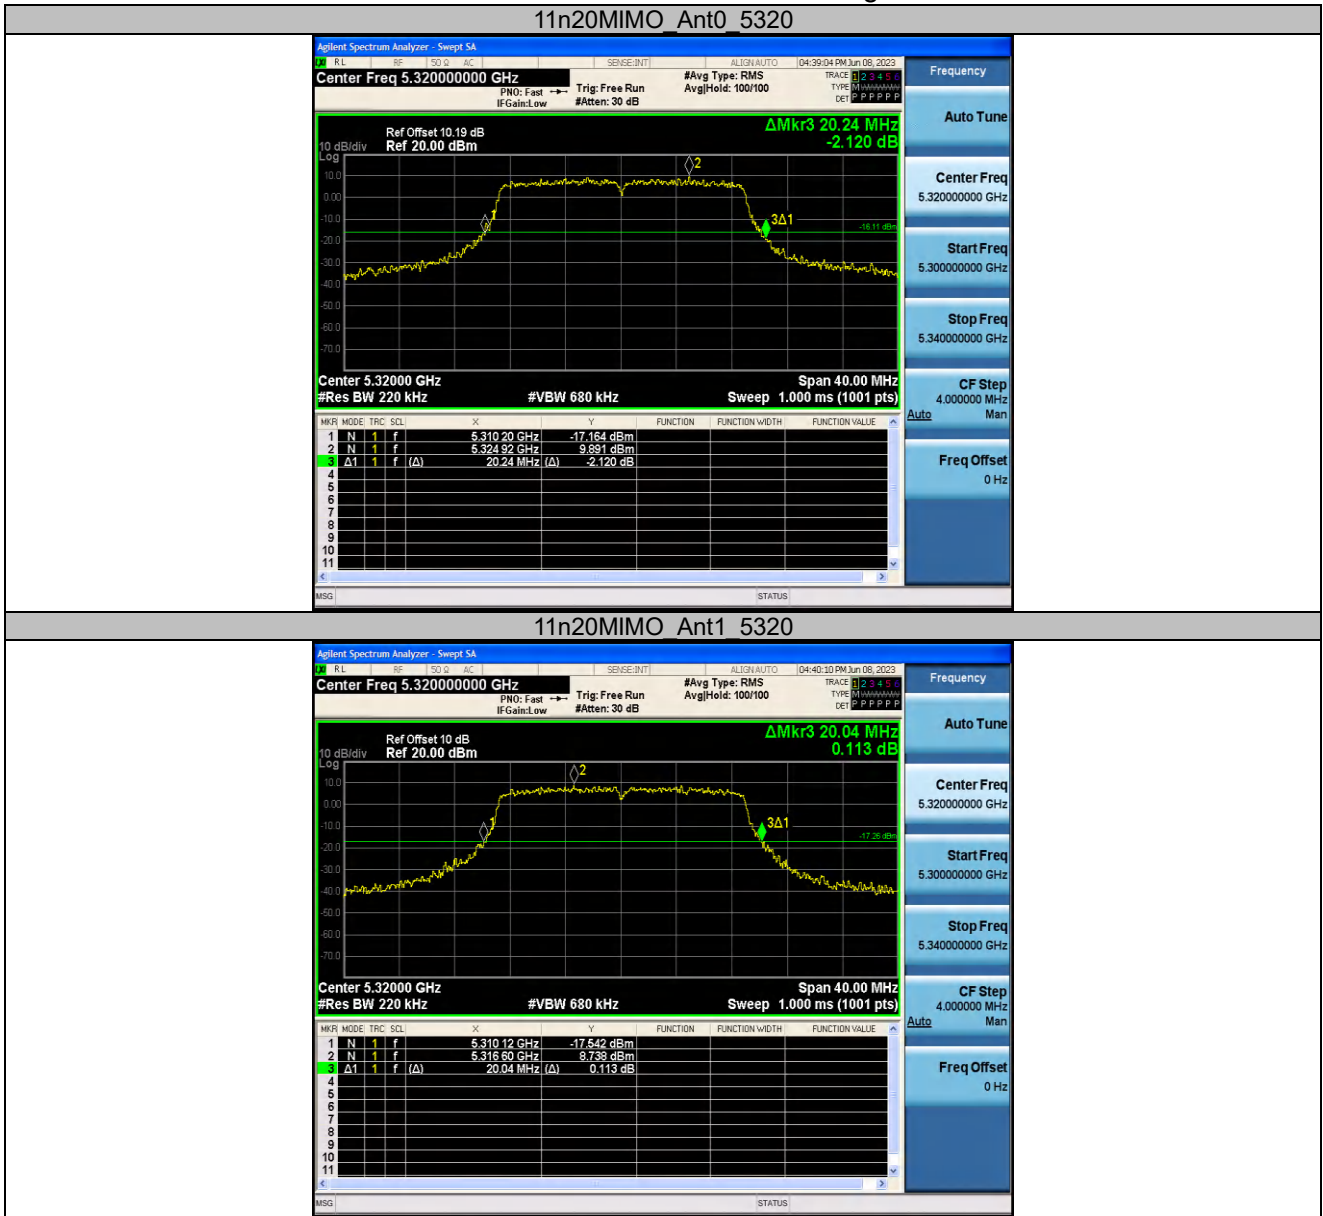 11n20MIMO_Ant0_5320
Agilent Spectrum Analyzer - Swept SA
RL RF 50 Ω AC SENSE:INT ALIGNAUTO 04:39:04 PM Jun 08, 2023
Center Freq 5.320000000 GHz
PNO: Fast
IFGain:Low
Trig: Free Run
#Atten: 30 dB
#Avg Type: RMS
Avg|Hold: 100/100
TRACE 1 2 3 4 5 6
TYPE M
DET P P P P P P
Frequency
Auto Tune
Center Freq
5.320000000 GHz
Start Freq
5.300000000 GHz
Stop Freq
5.340000000 GHz
CF Step
4.000000 MHz
Auto Man
Freq Offset
0 Hz
ΔMkr3 20.24 MHz
-2.120 dB
Ref Offset 10.19 dB
10 dB/div Ref 20.00 dBm
Log
10.0
0.00
-10.0
-20.0
-30.0
-40.0
-50.0
-60.0
-70.0
1
2
3Δ1
-16.11 dBm
Center 5.32000 GHz Span 40.00 MHz
#Res BW 220 kHz #VBW 680 kHz Sweep 1.000 ms (1001 pts)
MKR MODE TRC SCL X Y FUNCTION FUNCTION WIDTH FUNCTION VALUE
1 N 1 f 5.310 20 GHz -17.164 dBm
2 N 1 f 5.324 92 GHz 9.891 dBm
3 Δ1 1 f (Δ) 20.24 MHz (Δ) -2.120 dB
4
5
6
7
8
9
10
11
MSG STATUS
11n20MIMO_Ant1_5320
Agilent Spectrum Analyzer - Swept SA
RL RF 50 Ω AC SENSE:INT ALIGNAUTO 04:40:10 PM Jun 08, 2023
Center Freq 5.320000000 GHz
PNO: Fast
IFGain:Low
Trig: Free Run
#Atten: 30 dB
#Avg Type: RMS
Avg|Hold: 100/100
TRACE 1 2 3 4 5 6
TYPE M
DET P P P P P P
Frequency
Auto Tune
Center Freq
5.320000000 GHz
Start Freq
5.300000000 GHz
Stop Freq
5.340000000 GHz
CF Step
4.000000 MHz
Auto Man
Freq Offset
0 Hz
ΔMkr3 20.04 MHz
0.113 dB
Ref Offset 10 dB
10 dB/div Ref 20.00 dBm
Log
10.0
0.00
-10.0
-20.0
-30.0
-40.0
-50.0
-60.0
-70.0
1
2
3Δ1
-17.26 dBm
Center 5.32000 GHz Span 40.00 MHz
#Res BW 220 kHz #VBW 680 kHz Sweep 1.000 ms (1001 pts)
MKR MODE TRC SCL X Y FUNCTION FUNCTION WIDTH FUNCTION VALUE
1 N 1 f 5.310 12 GHz -17.542 dBm
2 N 1 f 5.316 60 GHz 8.738 dBm
3 Δ1 1 f (Δ) 20.04 MHz (Δ) 0.113 dB
4
5
6
7
8
9
10
11
MSG STATUS